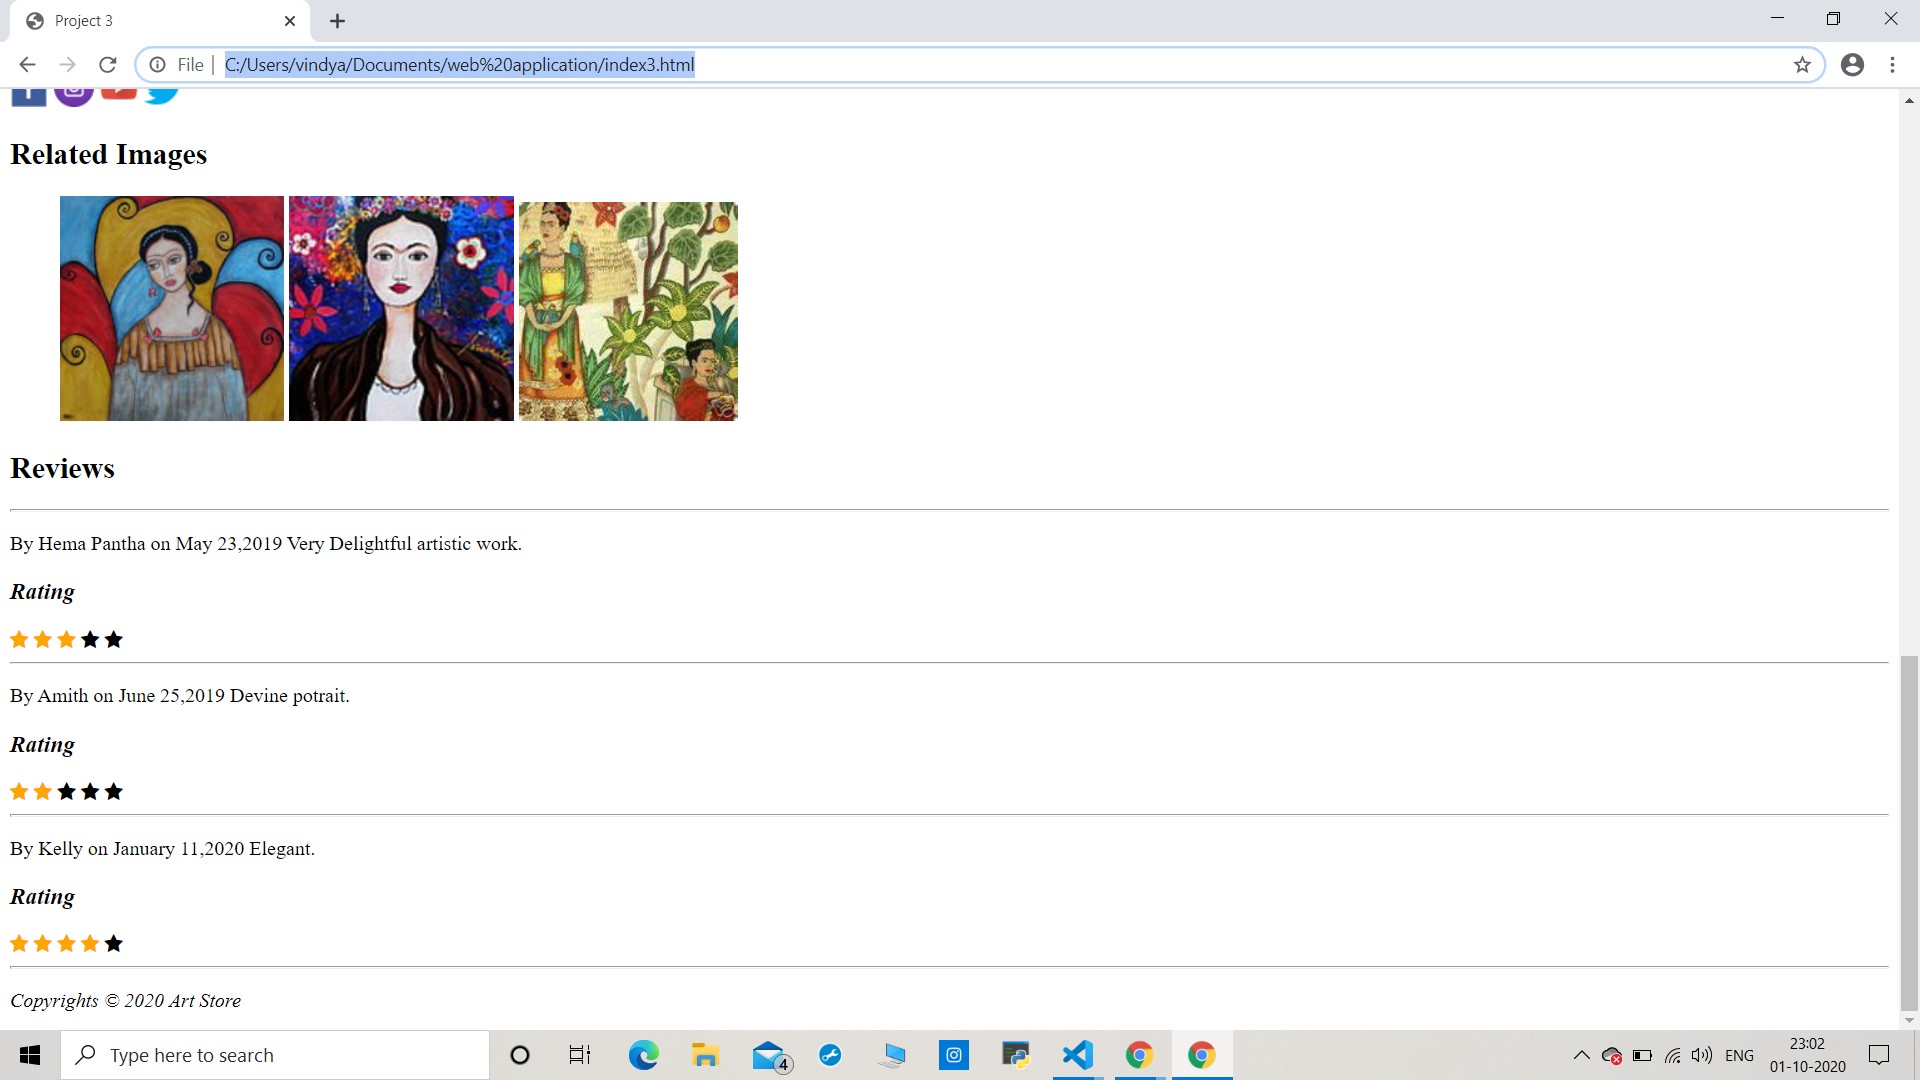 Project 3
File
C:/Users/vindya/Documents/web%20application/index3.html
Related Images
Reviews
By Hema Pantha on May 23,2019 Very Delightful artistic work.
Rating
By Amith on June 25,2019 Devine potrait.
Rating
By Kelly on January 11,2020 Elegant.
Rating
Copyrights © 2020 Art Store
Type here to search
4
ENG
23:02
01-10-2020